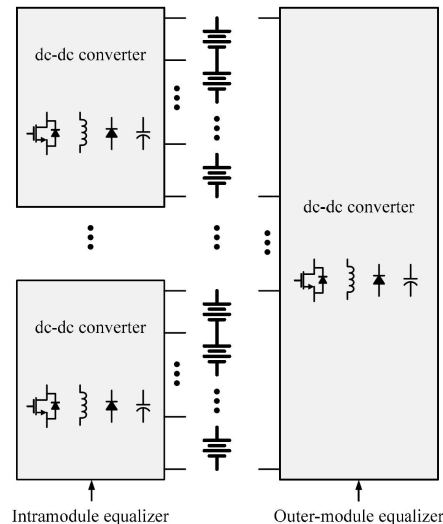 dc-dc converter
dc-dc converter
dc-dc converter
Intramodule equalizer
Outer-module equalizer